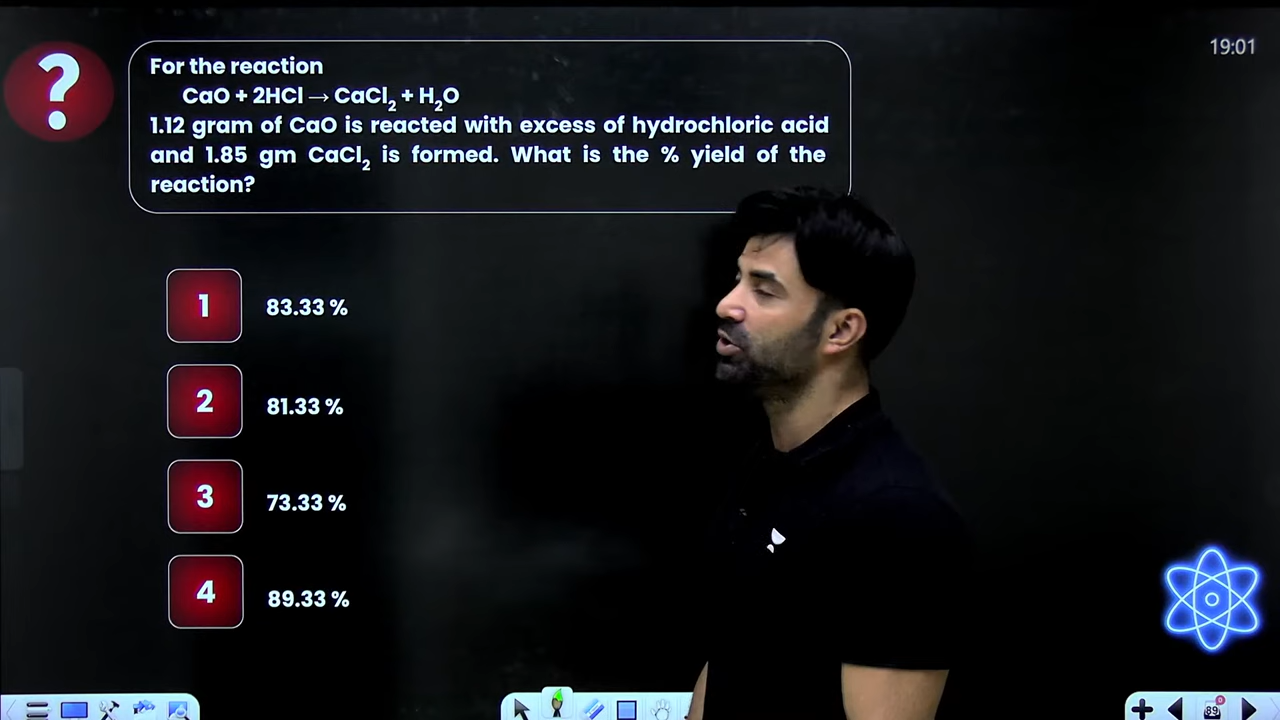 19:01
?
For the reaction
CaO + 2HCl → CaCl₂ + H₂O
1.12 gram of CaO is reacted with excess of hydrochloric acid
and 1.85 gm CaCl₂ is formed. What is the % yield of the
reaction?
1 83.33 %
2 81.33 %
3 73.33 %
4 89.33 %
89